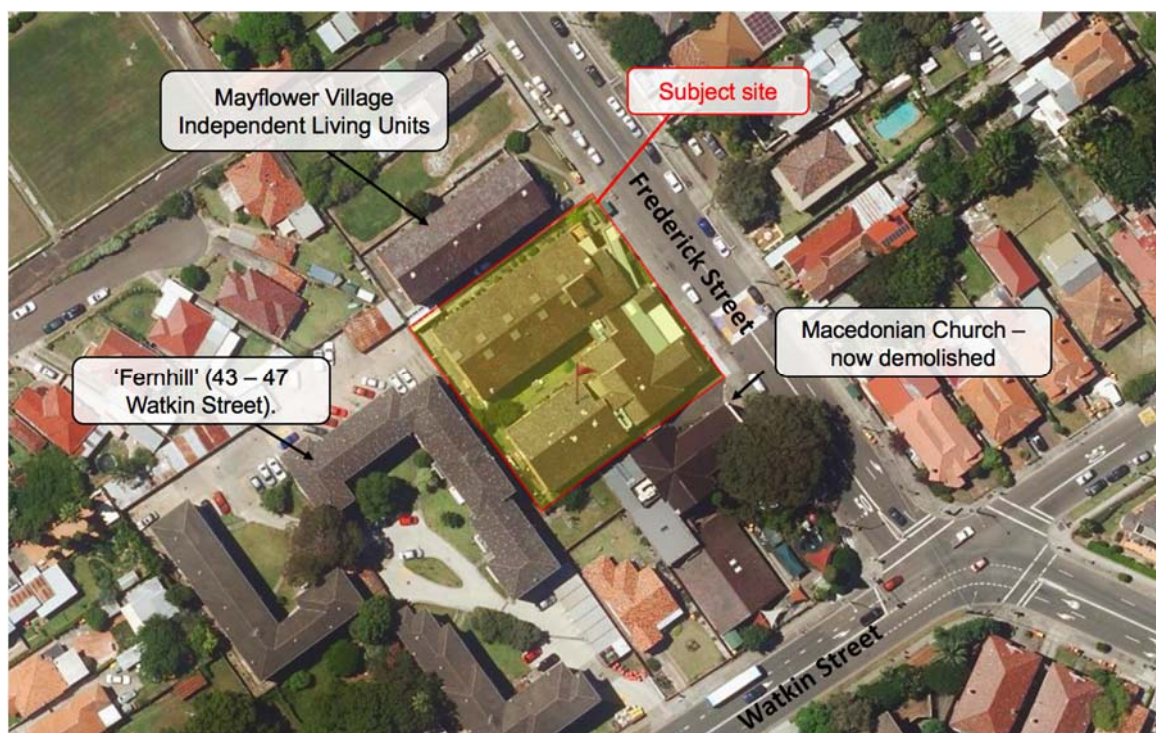 Mayflower Village
Independent Living Units
Subject site
Frederick Street
Macedonian Church –
now demolished
'Fernhill' (43 – 47
Watkin Street).
Watkin Street